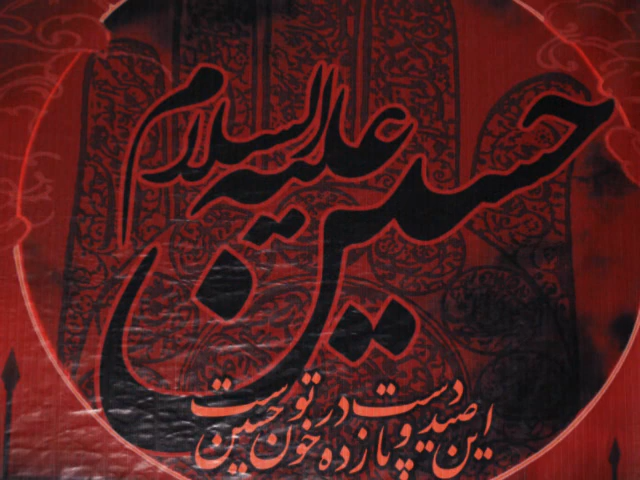 حسین علیه السلام
این صید دست و پا زده در خون حسین توست